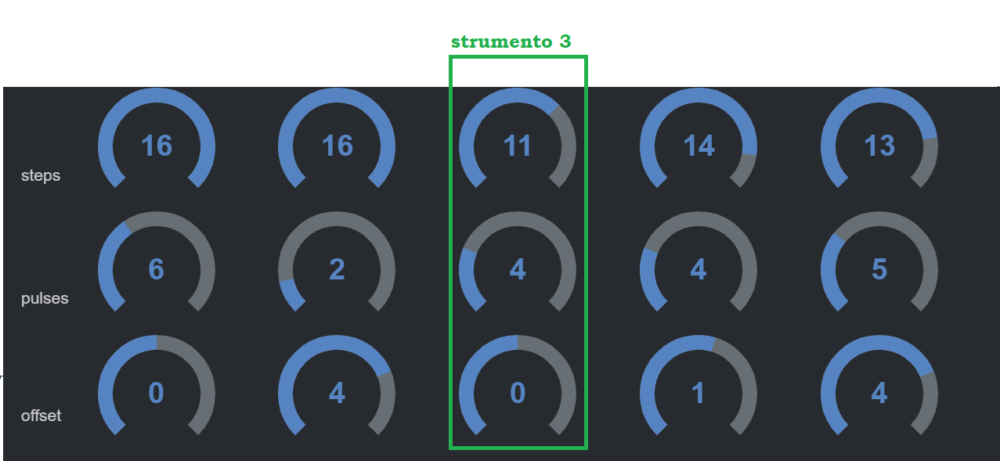 strumento 3
16 16 11 14 13
steps
6 2 4 4 5
pulses
0 4 0 1 4
offset